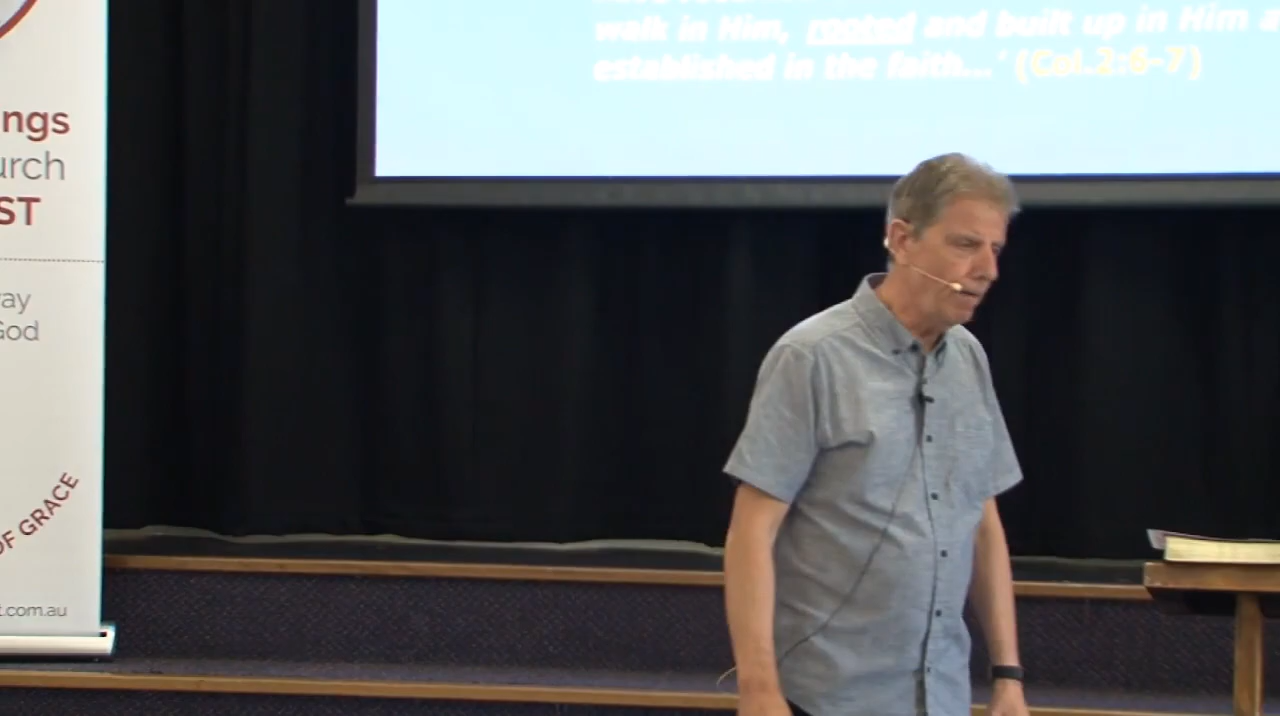 walk in Him, rooted and built up in Him a
established in the faith...' (Col.2:6-7)
ngs
urch
ST
ay
God
OF GRACE
t.com.au